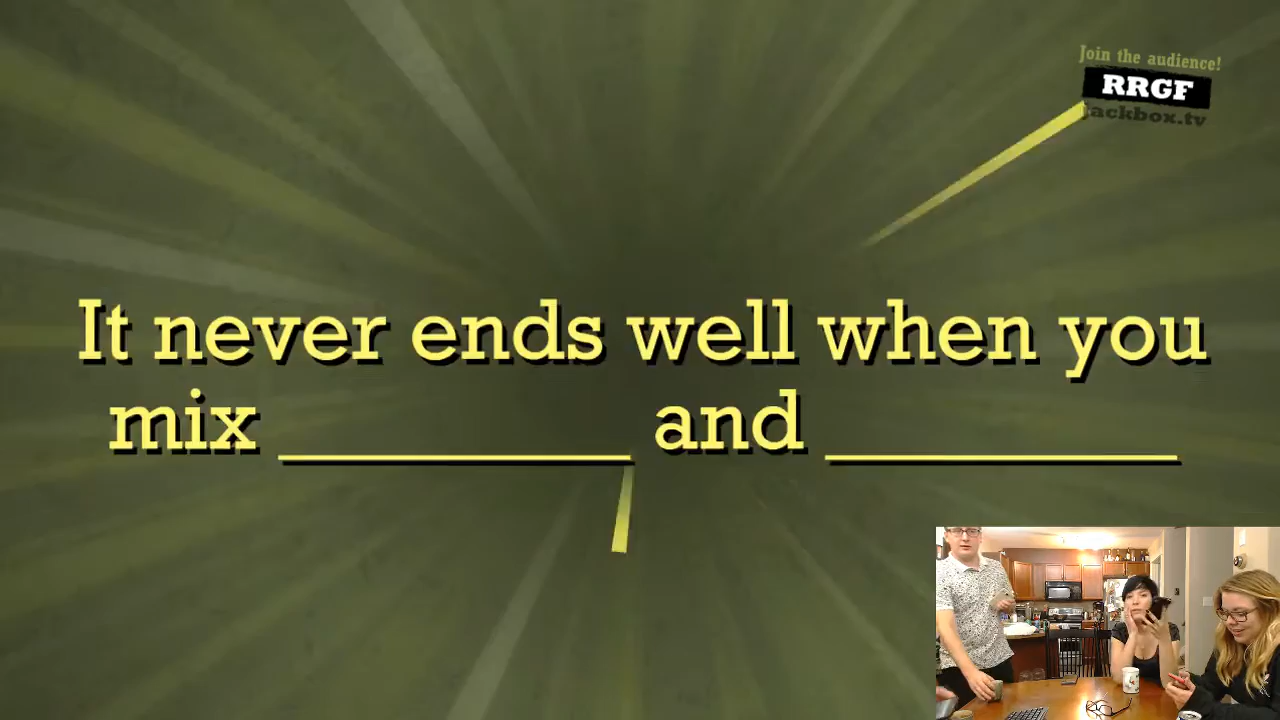 Join the audience!
RRGF
jackbox.tv
It never ends well when you
mix __________ and __________